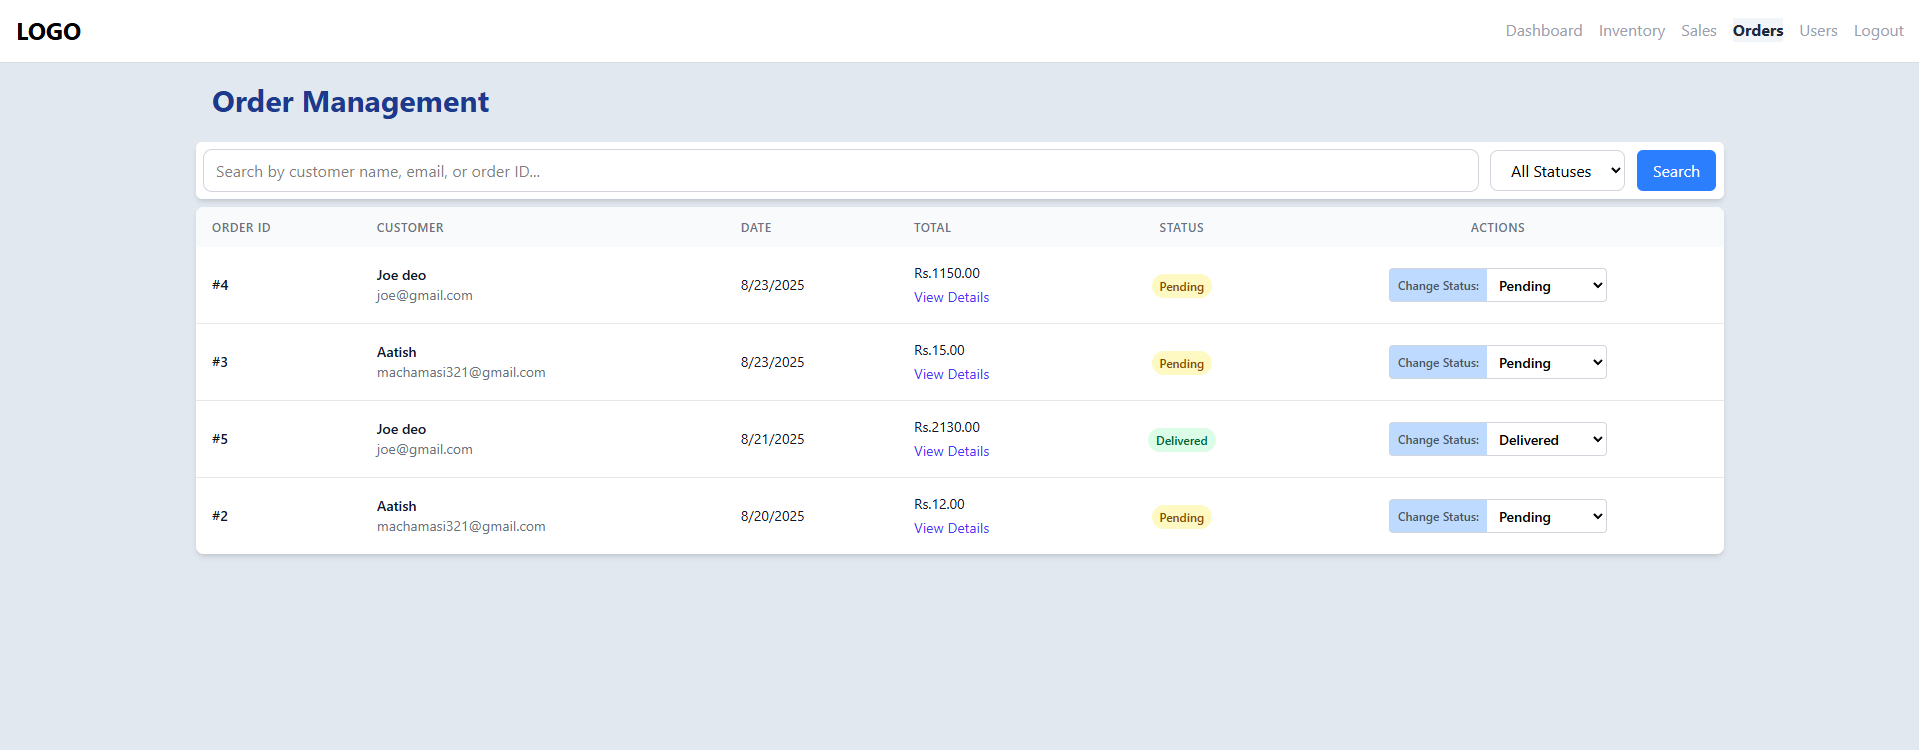 LOGO
Dashboard Inventory Sales Orders Users Logout
Order Management
Search by customer name, email, or order ID...
All Statuses
Search
ORDER ID CUSTOMER DATE TOTAL STATUS ACTIONS
#4 Joe deo joe@gmail.com 8/23/2025 Rs.1150.00 View Details Pending Change Status: Pending
#3 Aatish machamasi321@gmail.com 8/23/2025 Rs.15.00 View Details Pending Change Status: Pending
#5 Joe deo joe@gmail.com 8/21/2025 Rs.2130.00 View Details Delivered Change Status: Delivered
#2 Aatish machamasi321@gmail.com 8/20/2025 Rs.12.00 View Details Pending Change Status: Pending